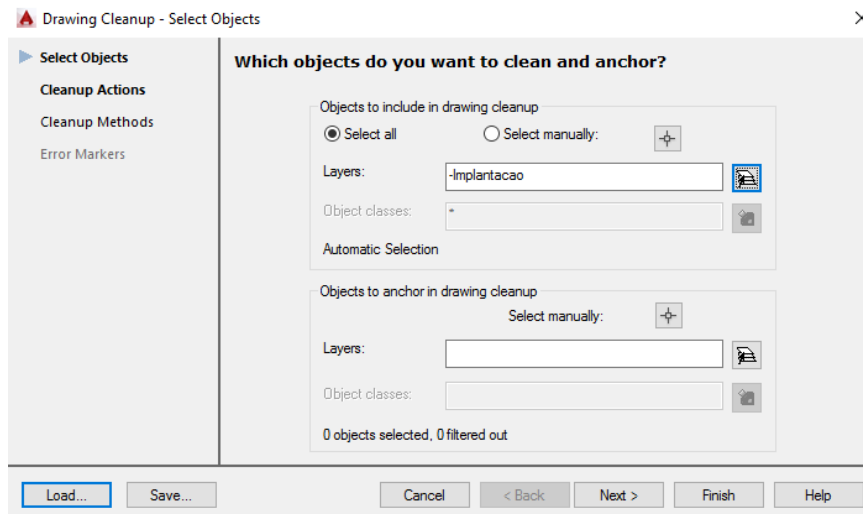 Drawing Cleanup - Select Objects
Select Objects
Cleanup Actions
Cleanup Methods
Error Markers
Which objects do you want to clean and anchor?
Objects to include in drawing cleanup
Select all
Select manually:
Layers:
-Implantacao
Object classes:
*
Automatic Selection
Objects to anchor in drawing cleanup
Select manually:
Layers:
Object classes:
0 objects selected, 0 filtered out
Load...
Save...
Cancel
< Back
Next >
Finish
Help